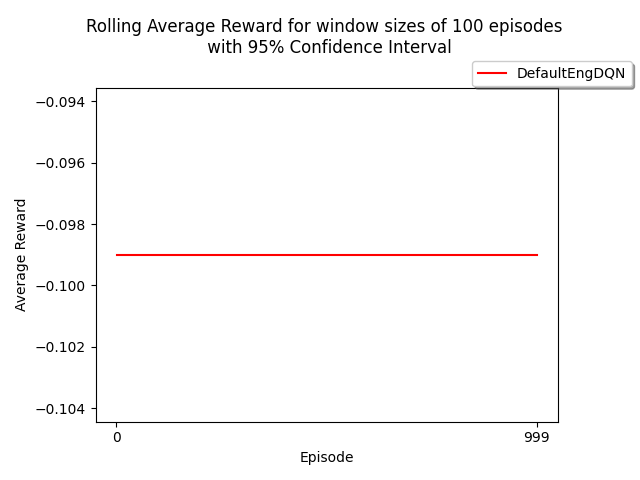 Rolling Average Reward for window sizes of 100 episodes
with 95% Confidence Interval
DefaultEngDQN
−0.094
−0.096
−0.098
−0.100
−0.102
−0.104
Average Reward
0 999
Episode